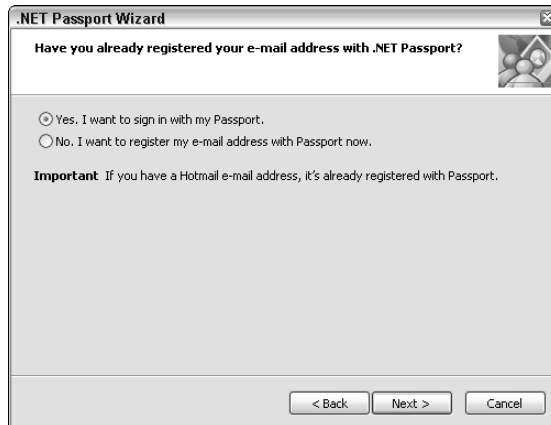 .NET Passport Wizard
Have you already registered your e-mail address with .NET Passport?
Yes. I want to sign in with my Passport.
No. I want to register my e-mail address with Passport now.
Important If you have a Hotmail e-mail address, it's already registered with Passport.
< Back Next > Cancel